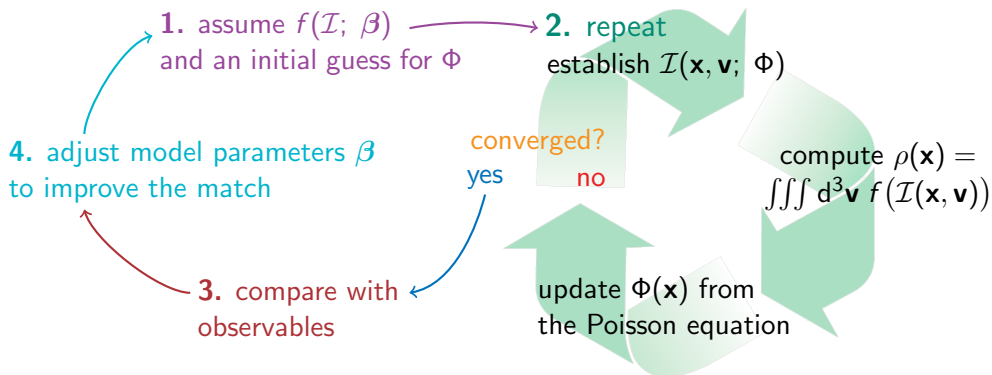 1. assume f(ℐ; β)
and an initial guess for Φ
2. repeat
establish ℐ(x, v; Φ)
compute ρ(x) =
∭ d³v f(ℐ(x, v))
update Φ(x) from
the Poisson equation
converged?
yes
no
3. compare with
observables
4. adjust model parameters β
to improve the match